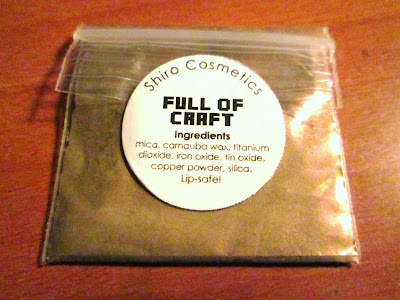 Shiro Cosmetics
FULL OF
CRAFT
Ingredients
mica, carnauba wax, titanium
dioxide, iron oxide, tin oxide,
copper powder, silica.
Lip-safe!